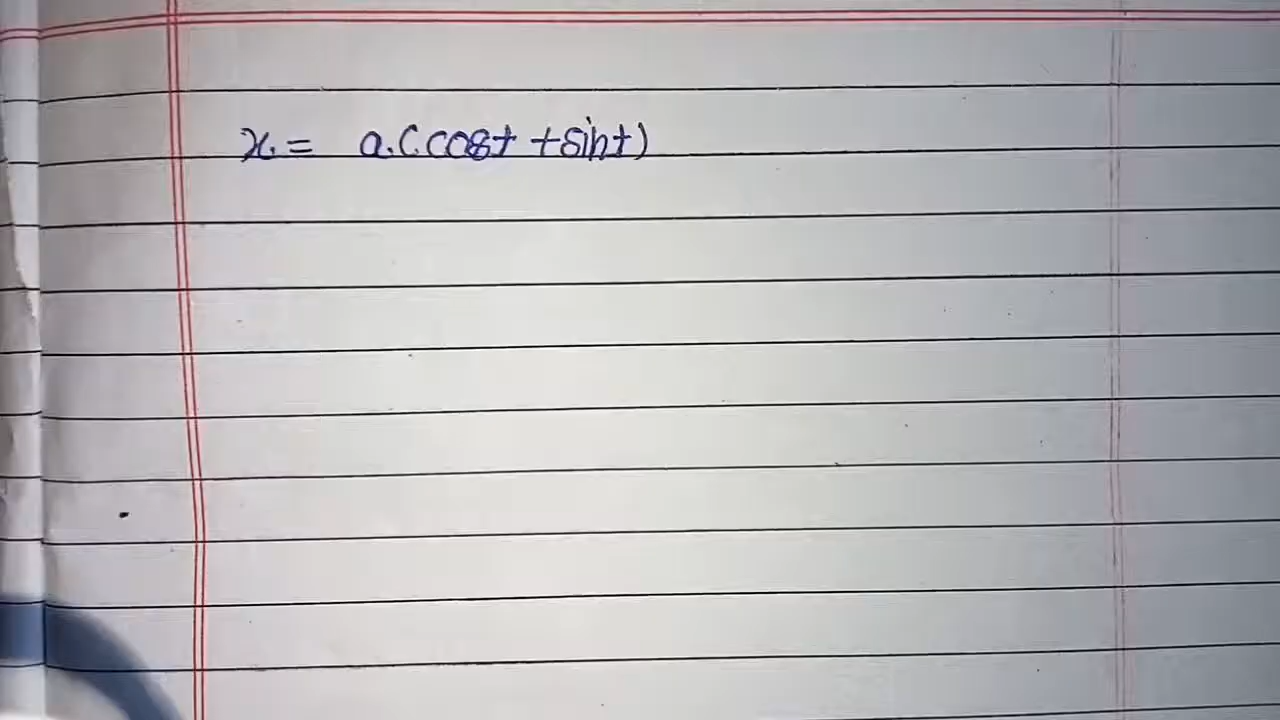 x = a.(cost + sint)